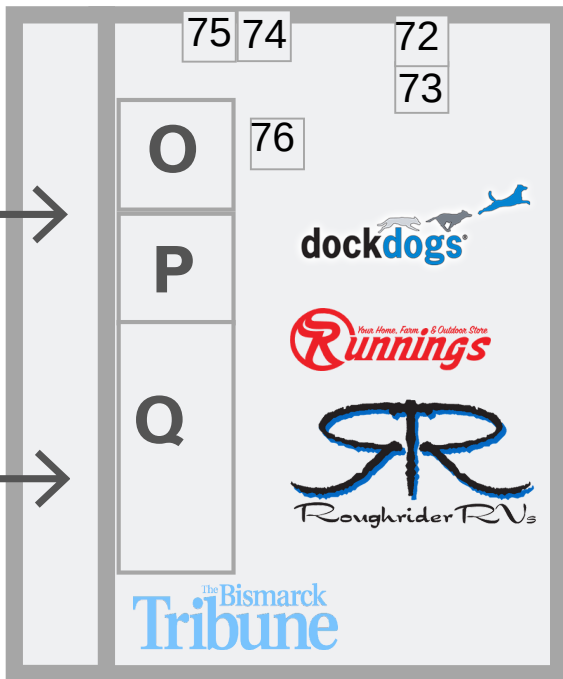 75 74
72
73
76
O
dockdogs®
P
Your Home, Farm & Outdoor Store
Runnings
Q
Roughrider RVs
The Bismarck
Tribune